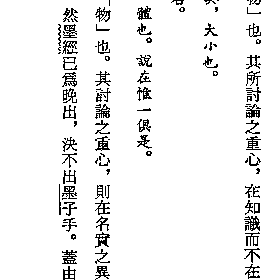 物」也。其所討論之重心，在知識而不在
大小也。
體也。說在惟一俱是。
物」也。其討論之重心，則在名實之異
然墨經已爲晚出，決不出墨子手。蓋由